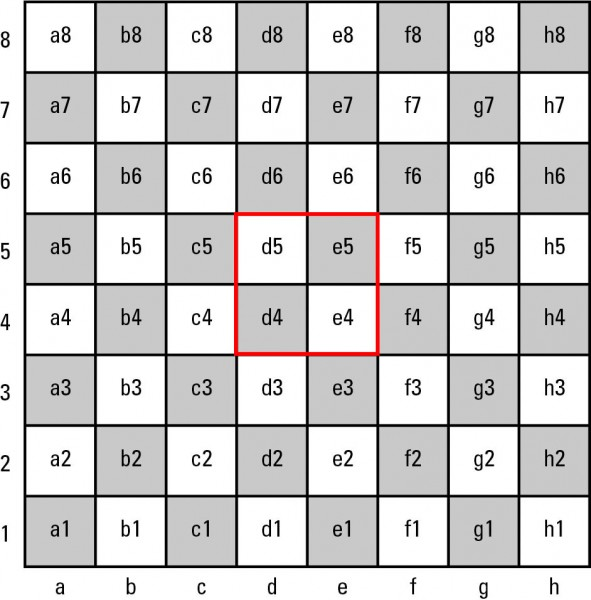 8 a8 b8 c8 d8 e8 f8 g8 h8
7 a7 b7 c7 d7 e7 f7 g7 h7
6 a6 b6 c6 d6 e6 f6 g6 h6
5 a5 b5 c5 d5 e5 f5 g5 h5
4 a4 b4 c4 d4 e4 f4 g4 h4
3 a3 b3 c3 d3 e3 f3 g3 h3
2 a2 b2 c2 d2 e2 f2 g2 h2
1 a1 b1 c1 d1 e1 f1 g1 h1
a b c d e f g h